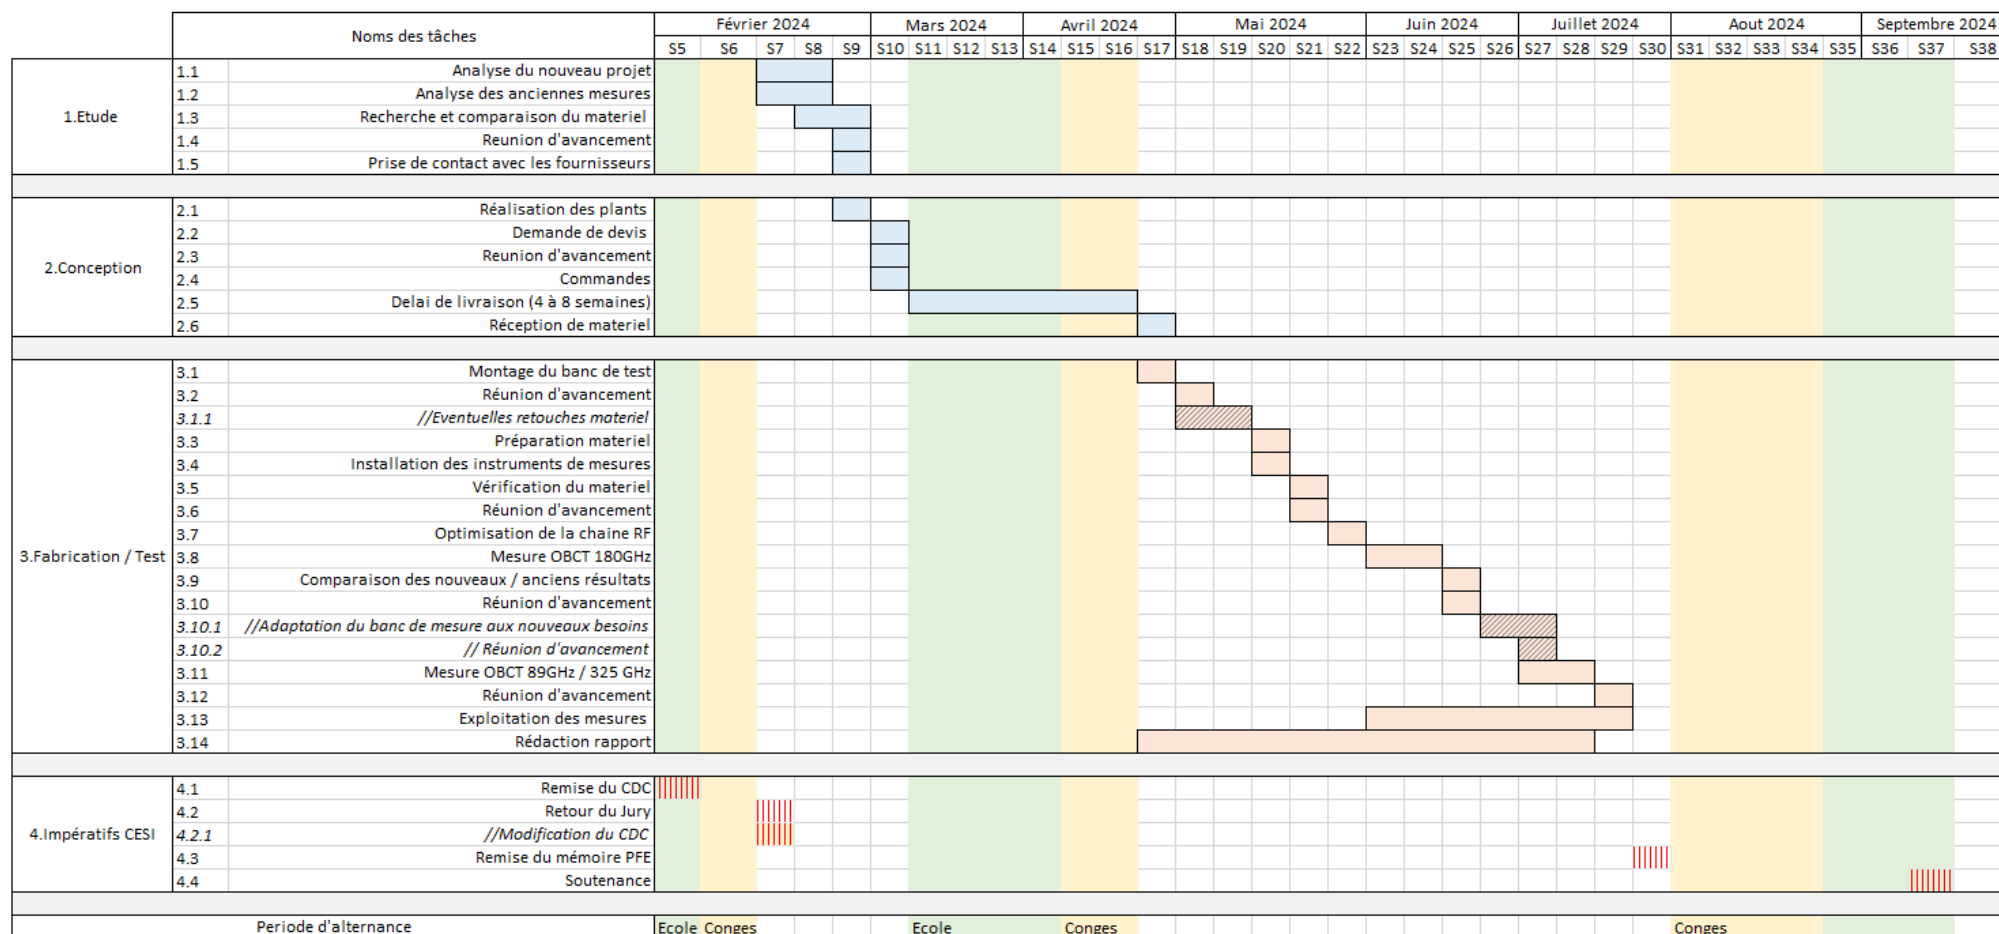 Noms des tâches
Février 2024 Mars 2024 Avril 2024 Mai 2024 Juin 2024 Juillet 2024 Aout 2024 Septembre 2024
S5 S6 S7 S8 S9 S10 S11 S12 S13 S14 S15 S16 S17 S18 S19 S20 S21 S22 S23 S24 S25 S26 S27 S28 S29 S30 S31 S32 S33 S34 S35 S36 S37 S38
1.Etude
1.1 Analyse du nouveau projet
1.2 Analyse des anciennes mesures
1.3 Recherche et comparaison du materiel
1.4 Reunion d'avancement
1.5 Prise de contact avec les fournisseurs
2.Conception
2.1 Réalisation des plants
2.2 Demande de devis
2.3 Reunion d'avancement
2.4 Commandes
2.5 Delai de livraison (4 à 8 semaines)
2.6 Réception de materiel
3.Fabrication / Test
3.1 Montage du banc de test
3.2 Réunion d'avancement
3.1.1 //Eventuelles retouches materiel
3.3 Préparation materiel
3.4 Installation des instruments de mesures
3.5 Vérification du materiel
3.6 Réunion d'avancement
3.7 Optimisation de la chaine RF
3.8 Mesure OBCT 180GHz
3.9 Comparaison des nouveaux / anciens résultats
3.10 Réunion d'avancement
3.10.1 //Adaptation du banc de mesure aux nouveaux besoins
3.10.2 // Réunion d'avancement
3.11 Mesure OBCT 89GHz / 325 GHz
3.12 Réunion d'avancement
3.13 Exploitation des mesures
3.14 Rédaction rapport
4.Impératifs CESI
4.1 Remise du CDC
4.2 Retour du Jury
4.2.1 //Modification du CDC
4.3 Remise du mémoire PFE
4.4 Soutenance
Periode d'alternance Ecole Conges Ecole Conges Conges